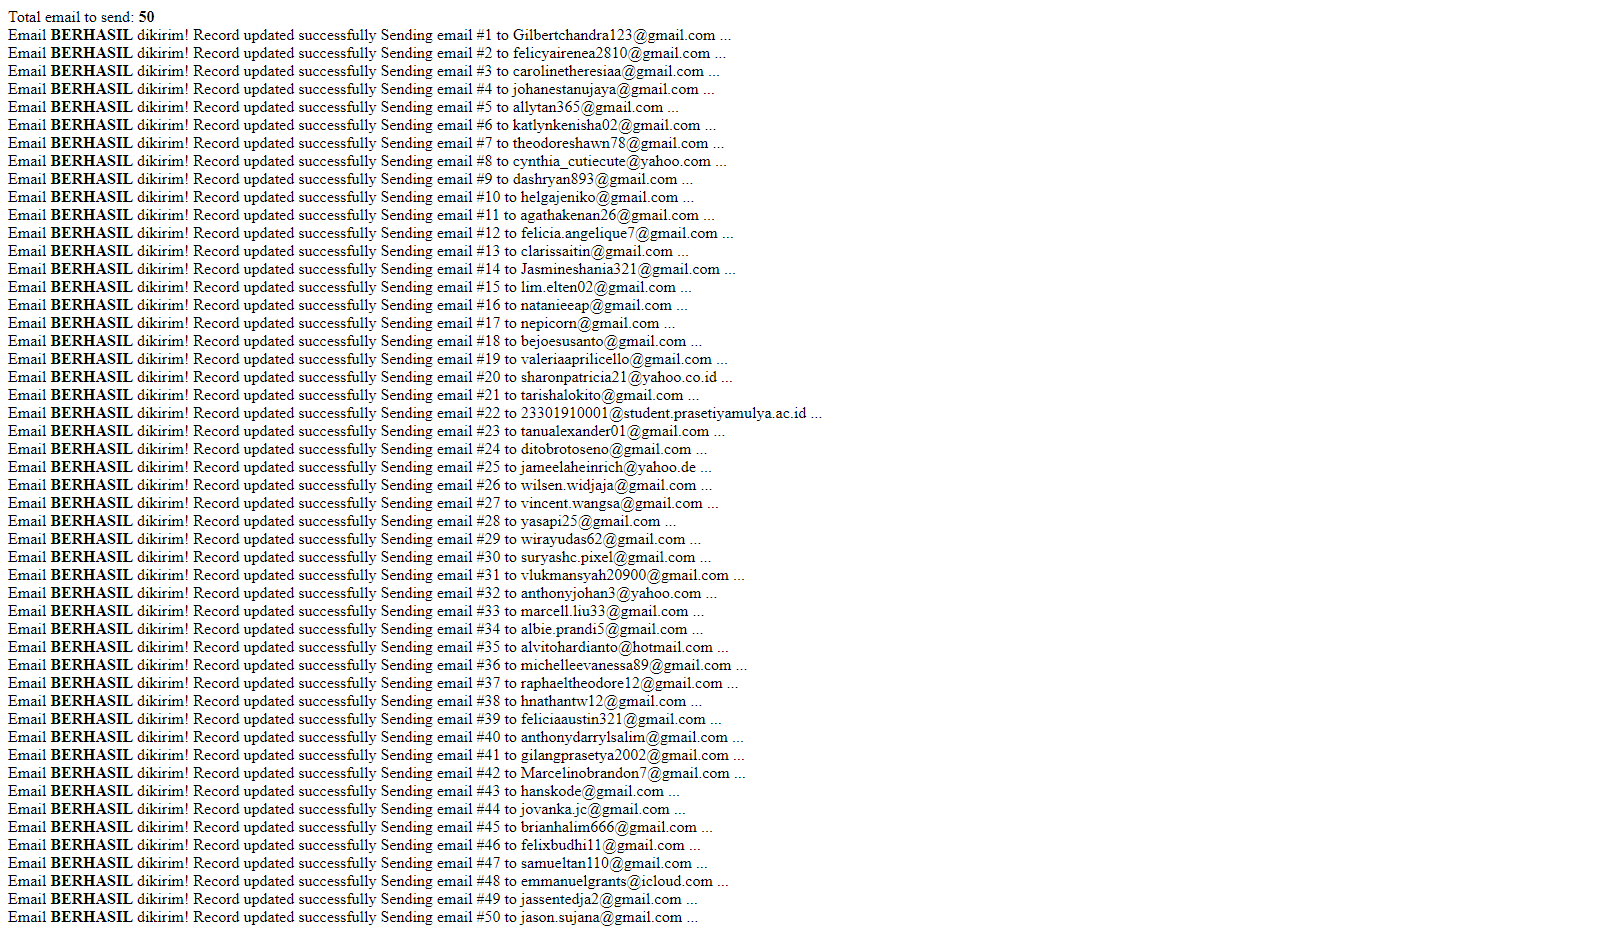 Total email to send: 50
Email BERHASIL dikirim! Record updated successfully Sending email #1 to Gilbertchandra123@gmail.com ...
Email BERHASIL dikirim! Record updated successfully Sending email #2 to felicyairenea2810@gmail.com ...
Email BERHASIL dikirim! Record updated successfully Sending email #3 to carolinetheresiaa@gmail.com ...
Email BERHASIL dikirim! Record updated successfully Sending email #4 to johanestanujaya@gmail.com ...
Email BERHASIL dikirim! Record updated successfully Sending email #5 to allytan365@gmail.com ...
Email BERHASIL dikirim! Record updated successfully Sending email #6 to katlynkenisha02@gmail.com ...
Email BERHASIL dikirim! Record updated successfully Sending email #7 to theodoreshawn78@gmail.com ...
Email BERHASIL dikirim! Record updated successfully Sending email #8 to cynthia_cutiecute@yahoo.com ...
Email BERHASIL dikirim! Record updated successfully Sending email #9 to dashryan893@gmail.com ...
Email BERHASIL dikirim! Record updated successfully Sending email #10 to helgajeniko@gmail.com ...
Email BERHASIL dikirim! Record updated successfully Sending email #11 to agathakenan26@gmail.com ...
Email BERHASIL dikirim! Record updated successfully Sending email #12 to felicia.angelique7@gmail.com ...
Email BERHASIL dikirim! Record updated successfully Sending email #13 to clarissaitin@gmail.com ...
Email BERHASIL dikirim! Record updated successfully Sending email #14 to Jasmineshania321@gmail.com ...
Email BERHASIL dikirim! Record updated successfully Sending email #15 to lim.elten02@gmail.com ...
Email BERHASIL dikirim! Record updated successfully Sending email #16 to natanieeap@gmail.com ...
Email BERHASIL dikirim! Record updated successfully Sending email #17 to nepicorn@gmail.com ...
Email BERHASIL dikirim! Record updated successfully Sending email #18 to bejoesusanto@gmail.com ...
Email BERHASIL dikirim! Record updated successfully Sending email #19 to valeriaaprilicello@gmail.com ...
Email BERHASIL dikirim! Record updated successfully Sending email #20 to sharonpatricia21@yahoo.co.id ...
Email BERHASIL dikirim! Record updated successfully Sending email #21 to tarishalokito@gmail.com ...
Email BERHASIL dikirim! Record updated successfully Sending email #22 to 23301910001@student.prasetiyamulya.ac.id ...
Email BERHASIL dikirim! Record updated successfully Sending email #23 to tanualexander01@gmail.com ...
Email BERHASIL dikirim! Record updated successfully Sending email #24 to ditobrotoseno@gmail.com ...
Email BERHASIL dikirim! Record updated successfully Sending email #25 to jameelaheinrich@yahoo.de ...
Email BERHASIL dikirim! Record updated successfully Sending email #26 to wilsen.widjaja@gmail.com ...
Email BERHASIL dikirim! Record updated successfully Sending email #27 to vincent.wangsa@gmail.com ...
Email BERHASIL dikirim! Record updated successfully Sending email #28 to yasapi25@gmail.com ...
Email BERHASIL dikirim! Record updated successfully Sending email #29 to wirayudas62@gmail.com ...
Email BERHASIL dikirim! Record updated successfully Sending email #30 to suryashc.pixel@gmail.com ...
Email BERHASIL dikirim! Record updated successfully Sending email #31 to vlukmansyah20900@gmail.com ...
Email BERHASIL dikirim! Record updated successfully Sending email #32 to anthonyjohan3@yahoo.com ...
Email BERHASIL dikirim! Record updated successfully Sending email #33 to marcell.liu33@gmail.com ...
Email BERHASIL dikirim! Record updated successfully Sending email #34 to albie.prandi5@gmail.com ...
Email BERHASIL dikirim! Record updated successfully Sending email #35 to alvitohardianto@hotmail.com ...
Email BERHASIL dikirim! Record updated successfully Sending email #36 to michelleevanessa89@gmail.com ...
Email BERHASIL dikirim! Record updated successfully Sending email #37 to raphaeltheodore12@gmail.com ...
Email BERHASIL dikirim! Record updated successfully Sending email #38 to hnathantw12@gmail.com ...
Email BERHASIL dikirim! Record updated successfully Sending email #39 to feliciaaustin321@gmail.com ...
Email BERHASIL dikirim! Record updated successfully Sending email #40 to anthonydarrylsalim@gmail.com ...
Email BERHASIL dikirim! Record updated successfully Sending email #41 to gilangprasetya2002@gmail.com ...
Email BERHASIL dikirim! Record updated successfully Sending email #42 to Marcelinobrandon7@gmail.com ...
Email BERHASIL dikirim! Record updated successfully Sending email #43 to hanskode@gmail.com ...
Email BERHASIL dikirim! Record updated successfully Sending email #44 to jovanka.jc@gmail.com ...
Email BERHASIL dikirim! Record updated successfully Sending email #45 to brianhalim666@gmail.com ...
Email BERHASIL dikirim! Record updated successfully Sending email #46 to felixbudhi11@gmail.com ...
Email BERHASIL dikirim! Record updated successfully Sending email #47 to samueltan110@gmail.com ...
Email BERHASIL dikirim! Record updated successfully Sending email #48 to emmanuelgrants@icloud.com ...
Email BERHASIL dikirim! Record updated successfully Sending email #49 to jassentedja2@gmail.com ...
Email BERHASIL dikirim! Record updated successfully Sending email #50 to jason.sujana@gmail.com ...